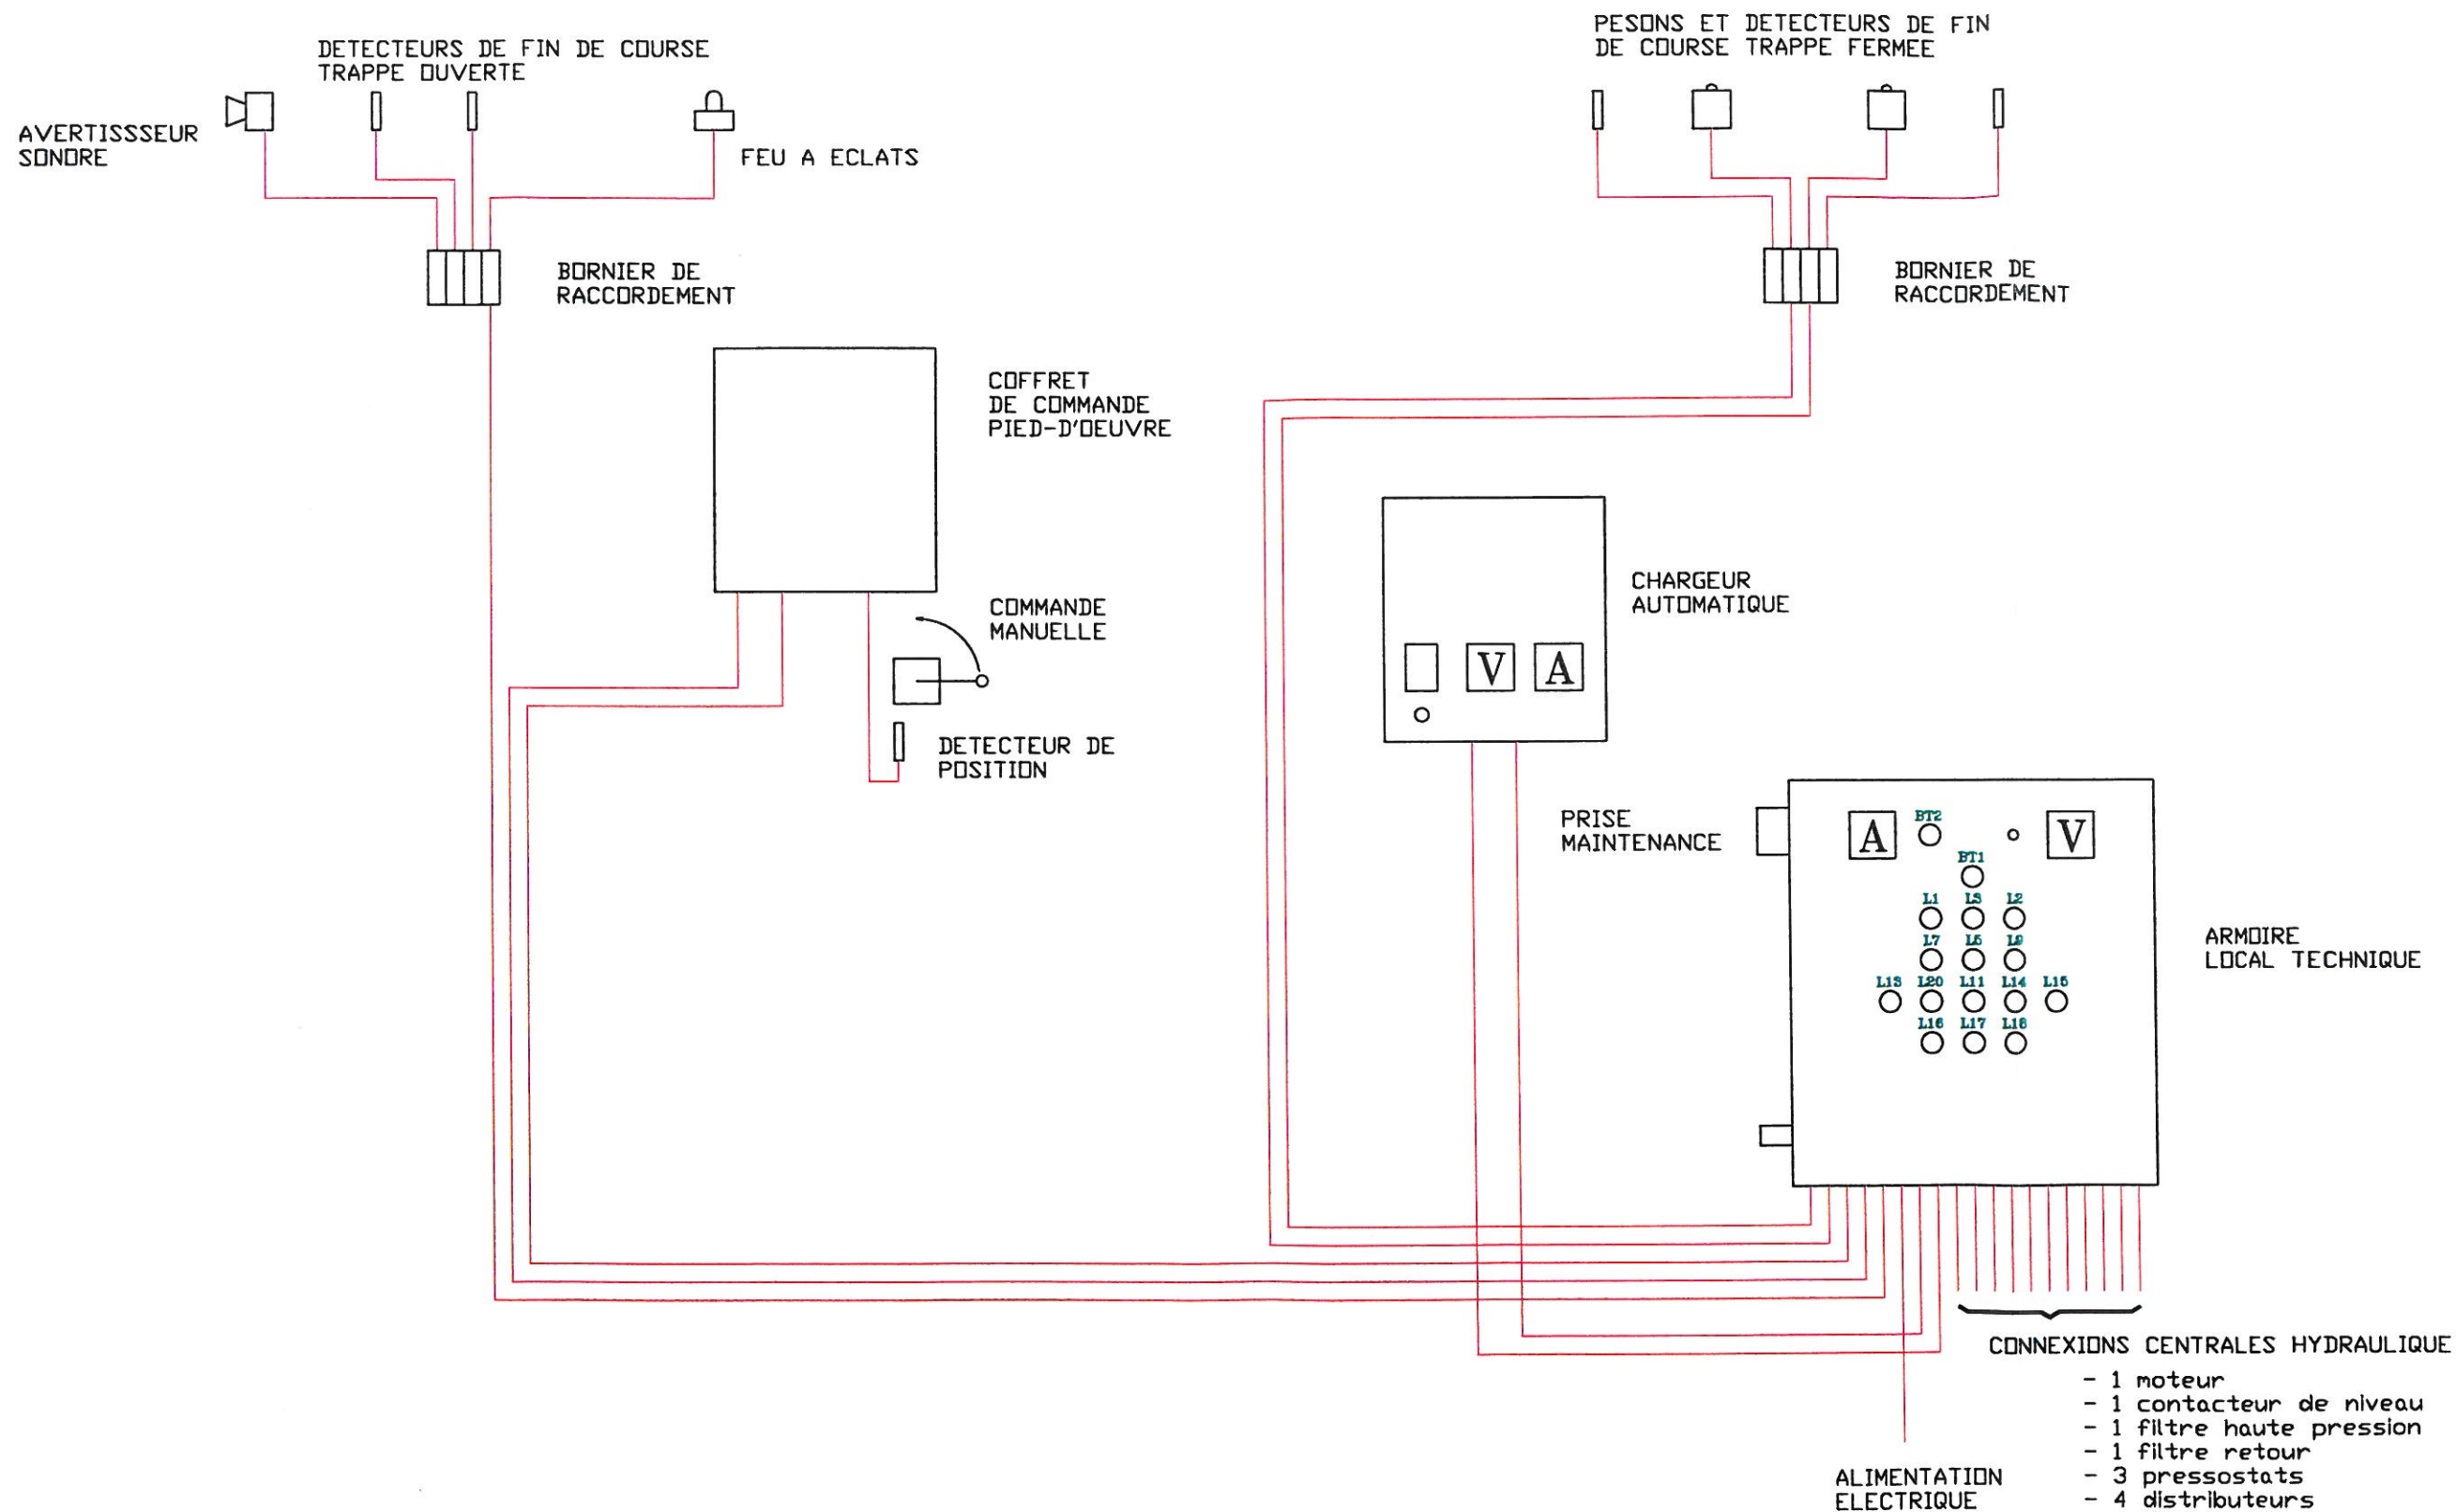 DETECTEURS DE FIN DE COURSE
TRAPPE OUVERTE
AVERTISSSEUR
SONORE
FEU A ECLATS
BORNIER DE
RACCORDEMENT
PESONS ET DETECTEURS DE FIN
DE COURSE TRAPPE FERMEE
BORNIER DE
RACCORDEMENT
COFFRET
DE COMMANDE
PIED-D'OEUVRE
COMMANDE
MANUELLE
DETECTEUR DE
POSITION
CHARGEUR
AUTOMATIQUE
V A
PRISE
MAINTENANCE
A BT2 V
BT1
L1 L3 L2
L7 L5 L9
L13 L20 L11 L14 L15
L16 L17 L18
ARMOIRE
LOCAL TECHNIQUE
CONNEXIONS CENTRALES HYDRAULIQUE
- 1 moteur
- 1 contacteur de niveau
- 1 filtre haute pression
- 1 filtre retour
- 3 pressostats
- 4 distributeurs
ALIMENTATION
ELECTRIQUE